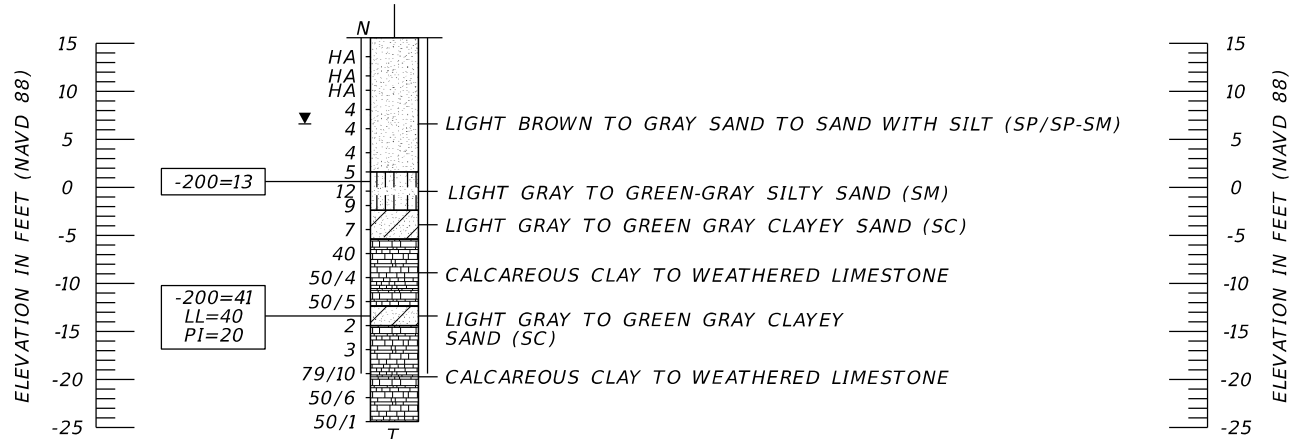 N
15
10
5
0
-5
-10
-15
-20
-25
ELEVATION IN FEET (NAVD 88)
-200=13
-200=41
LL=40
PI=20
HA
HA
HA
4
4
4
5
12
9
7
40
50/4
50/5
2
3
79/10
50/6
50/1
T
LIGHT BROWN TO GRAY SAND TO SAND WITH SILT (SP/SP-SM)
LIGHT GRAY TO GREEN-GRAY SILTY SAND (SM)
LIGHT GRAY TO GREEN GRAY CLAYEY SAND (SC)
CALCAREOUS CLAY TO WEATHERED LIMESTONE
LIGHT GRAY TO GREEN GRAY CLAYEY
SAND (SC)
CALCAREOUS CLAY TO WEATHERED LIMESTONE
15
10
5
0
-5
-10
-15
-20
-25
ELEVATION IN FEET (NAVD 88)